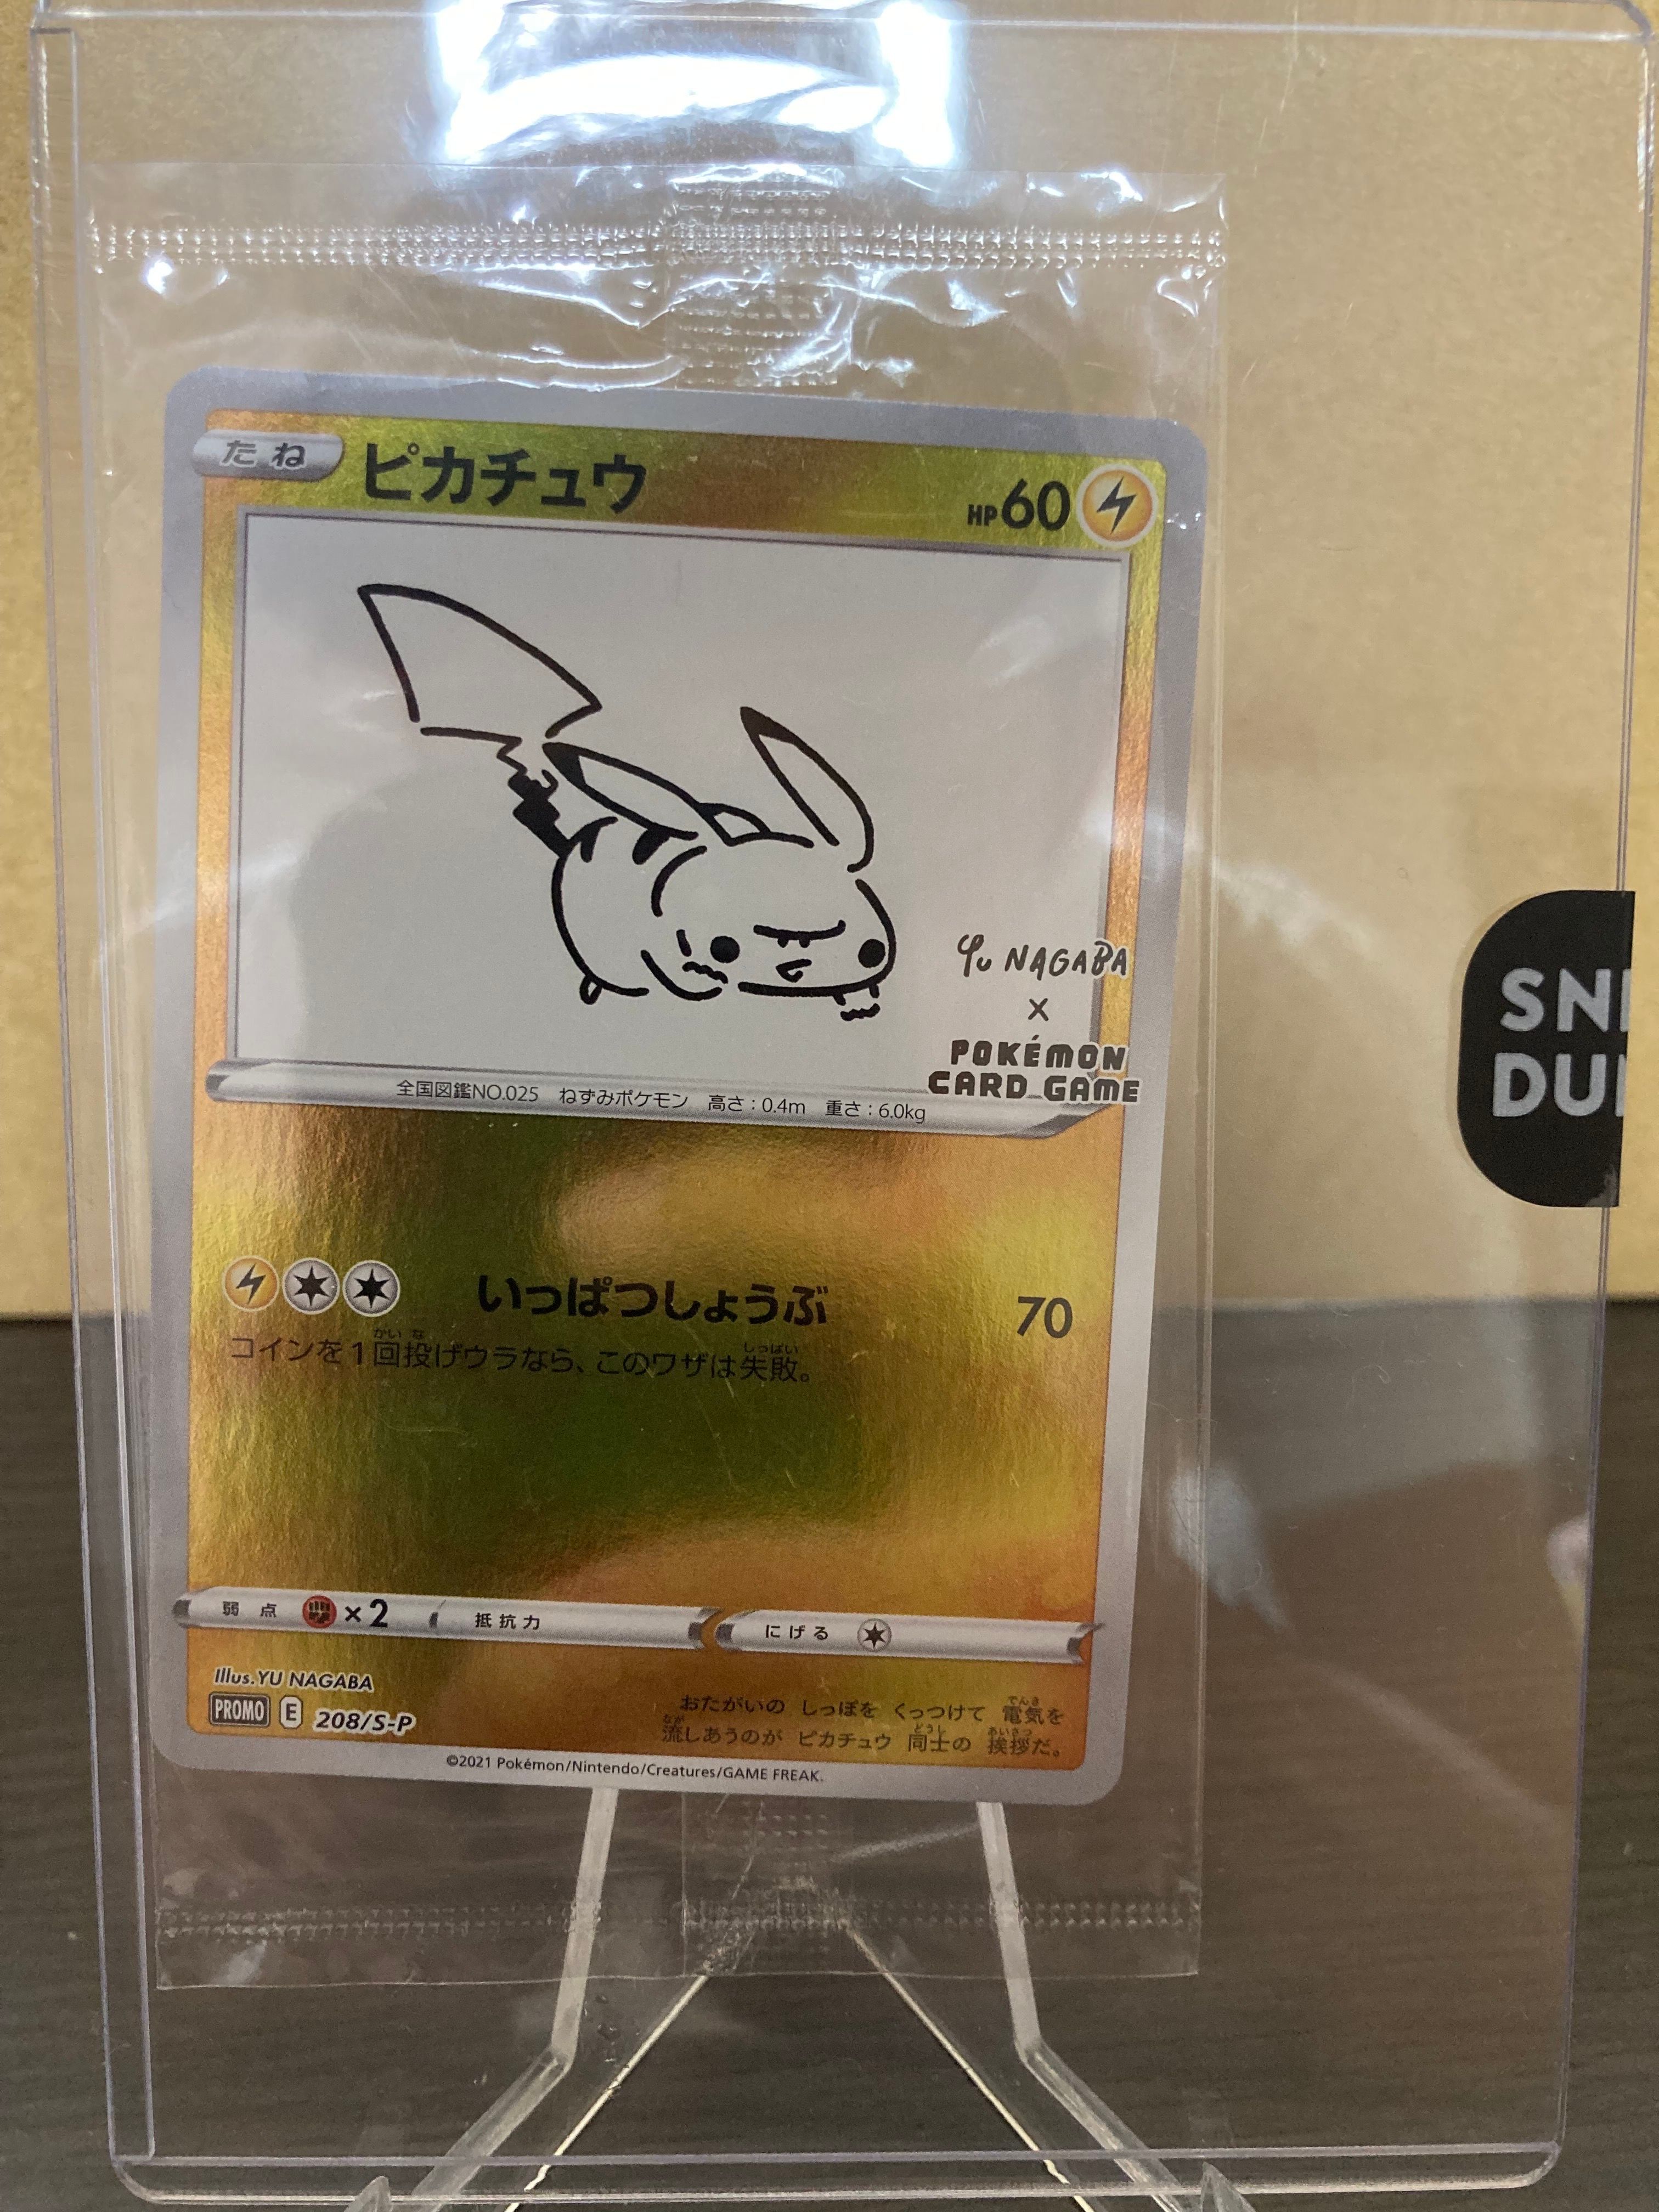 たね ピカチュウ HP60
Yu NAGABA
×
POKÉMON
CARD GAME
全国図鑑NO.025 ねずみポケモン 高さ:0.4m 重さ:6.0kg
いっぱつしょうぶ 70
コインを1回投げウラなら、このワザは失敗。
弱点 ×2 抵抗力 にげる
Illus.YU NAGABA
PROMO E 208/S-P
おたがいの しっぽを くっつけて 電気を
流しあうのが ピカチュウ 同士の 挨拶だ。
©2021 Pokémon/Nintendo/Creatures/GAME FREAK.
SN
DU